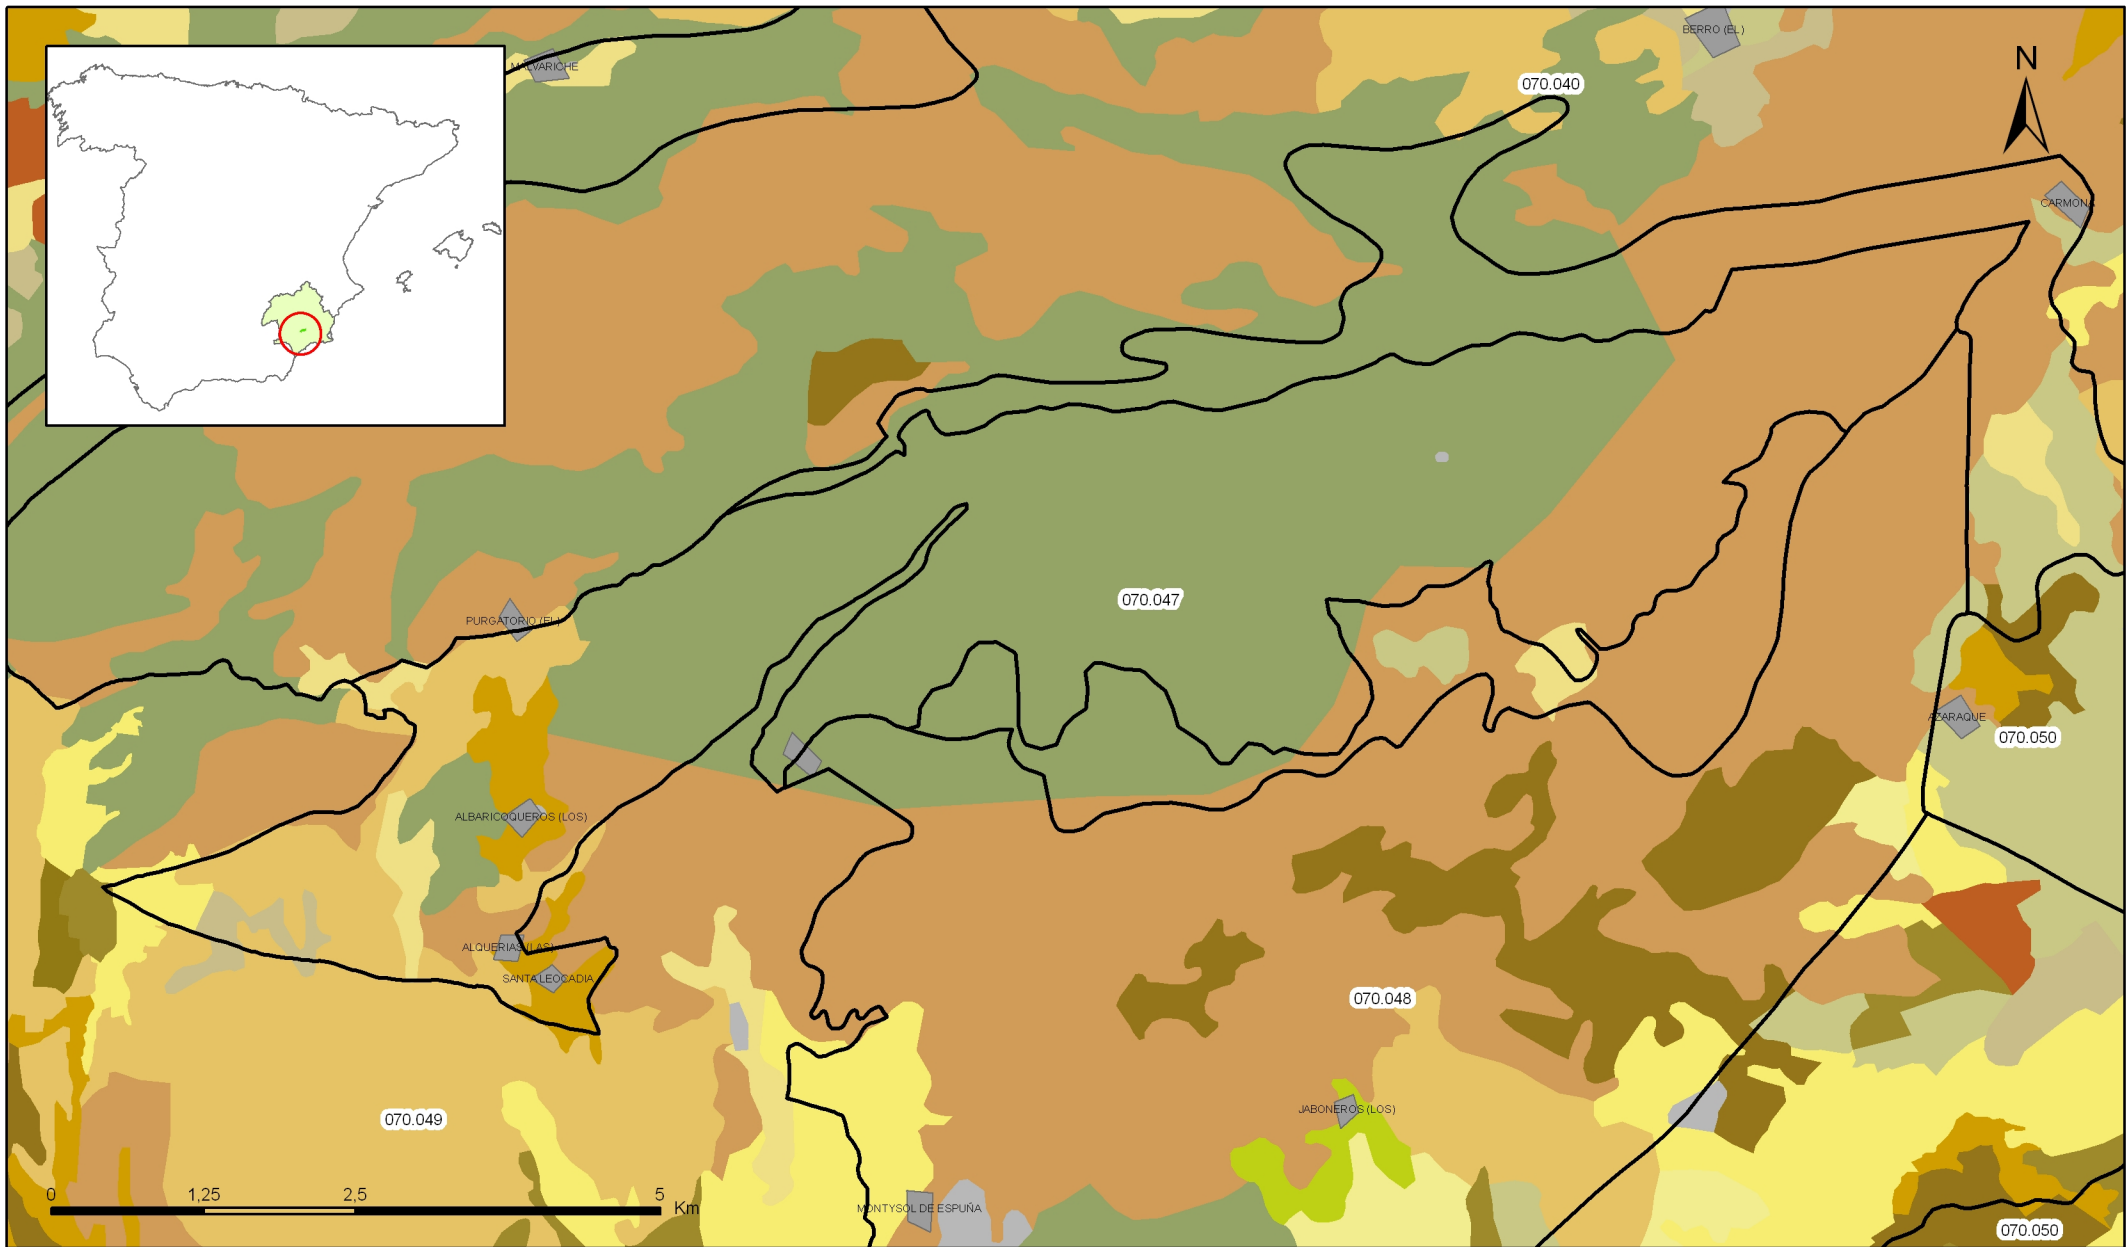 BERRO (EL)
N
MALVARICHE
070.040
CARMONA
070.047
PURGATORIO (EL)
AZARAQUE
070.050
ALBARICOQUEROS (LOS)
ALQUERIAS (LAS)
SANTA LEOCADIA
070.048
JABONEROS (LOS)
070.049
0 1,25 2,5 5
Km
MONTYSOL DE ESPUÑA
070.050